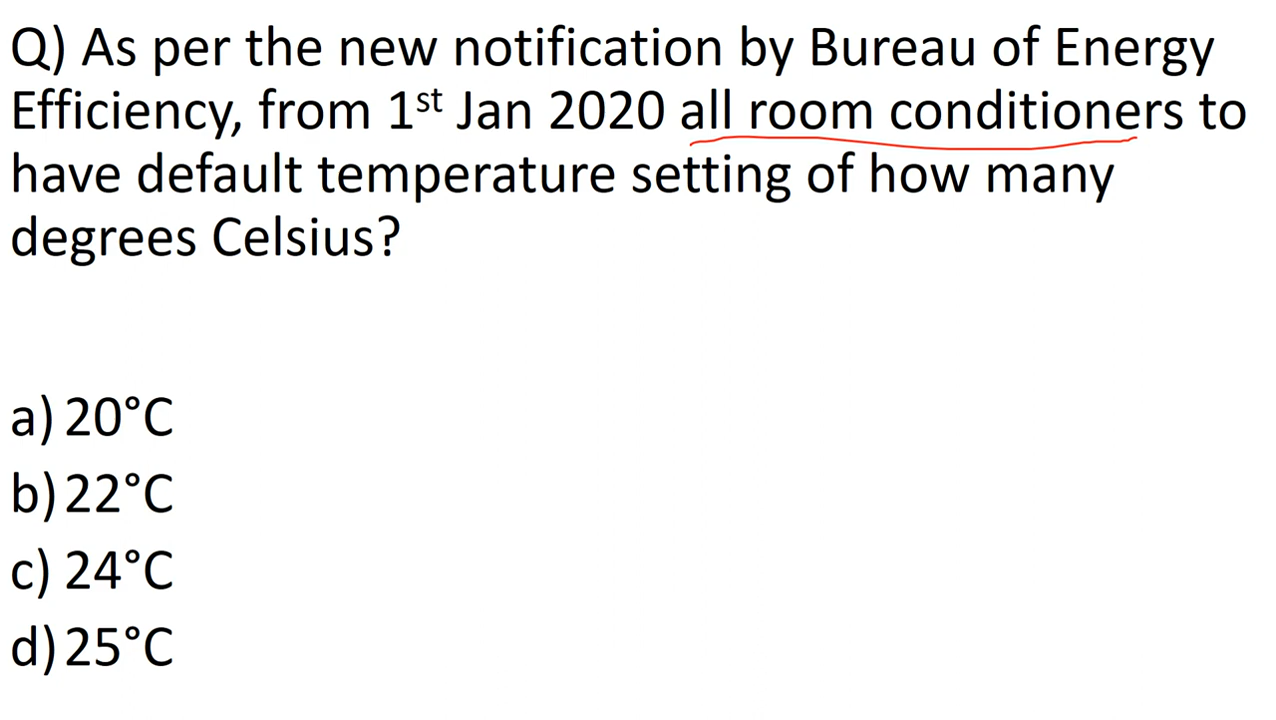 Q) As per the new notification by Bureau of Energy
Efficiency, from 1st Jan 2020 all room conditioners to
have default temperature setting of how many
degrees Celsius?
a) 20°C
b) 22°C
c) 24°C
d) 25°C